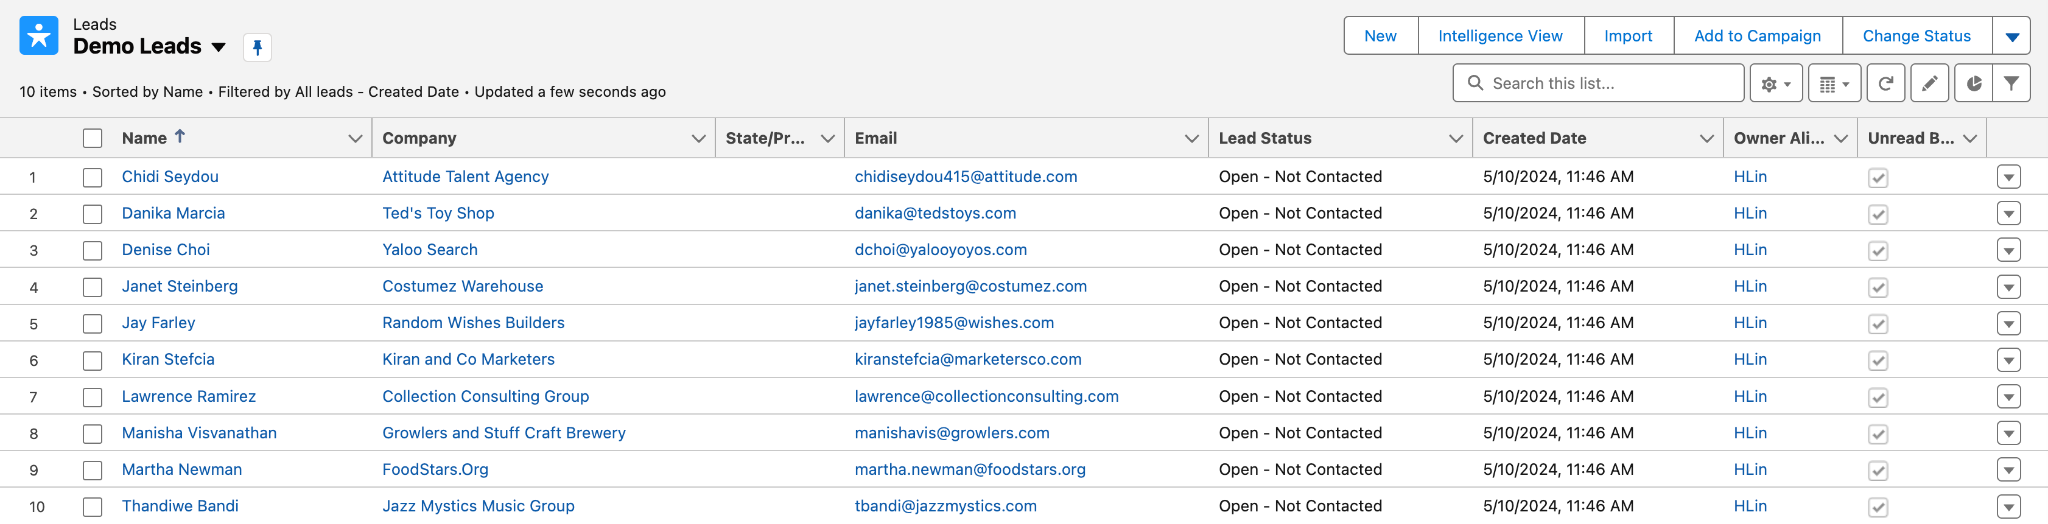 Leads
Demo Leads
New Intelligence View Import Add to Campaign Change Status
10 items • Sorted by Name • Filtered by All leads - Created Date • Updated a few seconds ago
Search this list...
Name Company State/Pr... Email Lead Status Created Date Owner Ali... Unread B...
1 Chidi Seydou Attitude Talent Agency chidiseydou415@attitude.com Open - Not Contacted 5/10/2024, 11:46 AM HLin
2 Danika Marcia Ted's Toy Shop danika@tedstoys.com Open - Not Contacted 5/10/2024, 11:46 AM HLin
3 Denise Choi Yaloo Search dchoi@yalooyoyos.com Open - Not Contacted 5/10/2024, 11:46 AM HLin
4 Janet Steinberg Costumez Warehouse janet.steinberg@costumez.com Open - Not Contacted 5/10/2024, 11:46 AM HLin
5 Jay Farley Random Wishes Builders jayfarley1985@wishes.com Open - Not Contacted 5/10/2024, 11:46 AM HLin
6 Kiran Stefcia Kiran and Co Marketers kiranstefcia@marketersco.com Open - Not Contacted 5/10/2024, 11:46 AM HLin
7 Lawrence Ramirez Collection Consulting Group lawrence@collectionconsulting.com Open - Not Contacted 5/10/2024, 11:46 AM HLin
8 Manisha Visvanathan Growlers and Stuff Craft Brewery manishavis@growlers.com Open - Not Contacted 5/10/2024, 11:46 AM HLin
9 Martha Newman FoodStars.Org martha.newman@foodstars.org Open - Not Contacted 5/10/2024, 11:46 AM HLin
10 Thandiwe Bandi Jazz Mystics Music Group tbandi@jazzmystics.com Open - Not Contacted 5/10/2024, 11:46 AM HLin